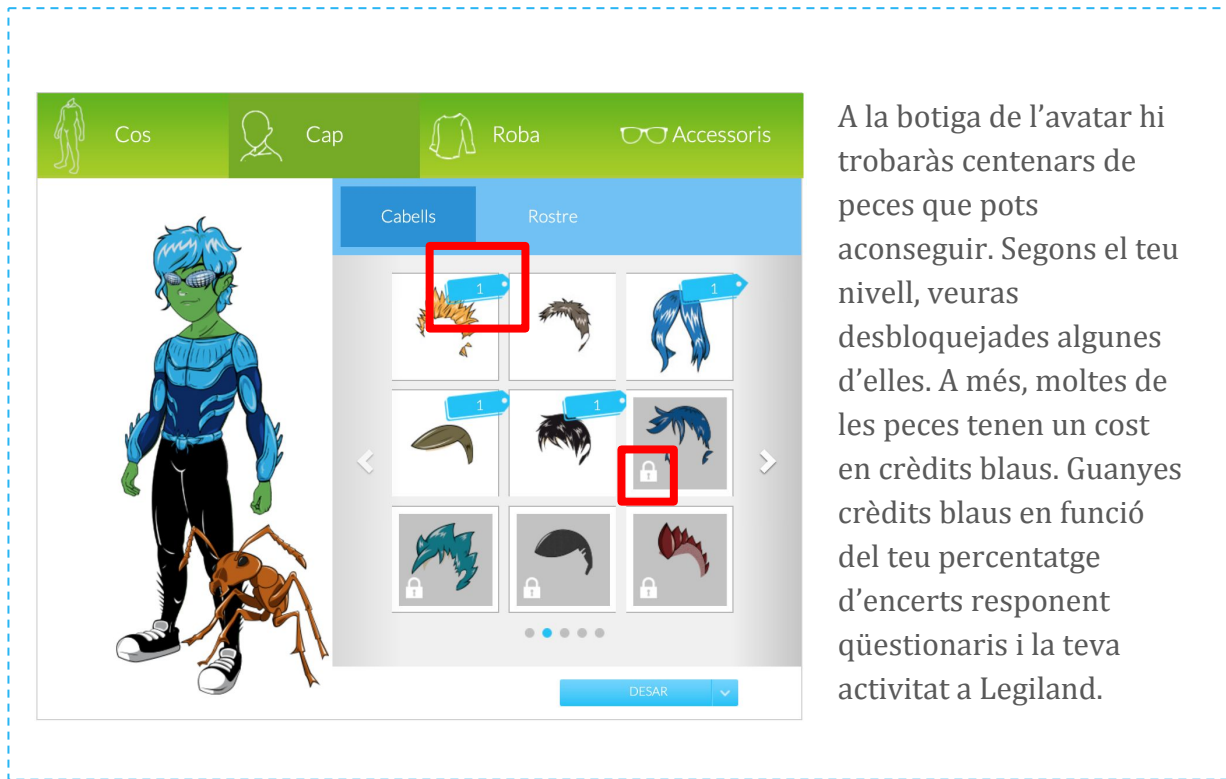 Cos
Cap
Roba
Accessoris
Cabells
Rostre
1
1
1
1
DESAR
A la botiga de l’avatar hi
trobaràs centenars de
peces que pots
aconseguir. Segons el teu
nivell, veuras
desbloquejades algunes
d’elles. A més, moltes de
les peces tenen un cost
en crèdits blaus. Guanyes
crèdits blaus en funció
del teu percentatge
d’encerts responent
qüestionaris i la teva
activitat a Legiland.